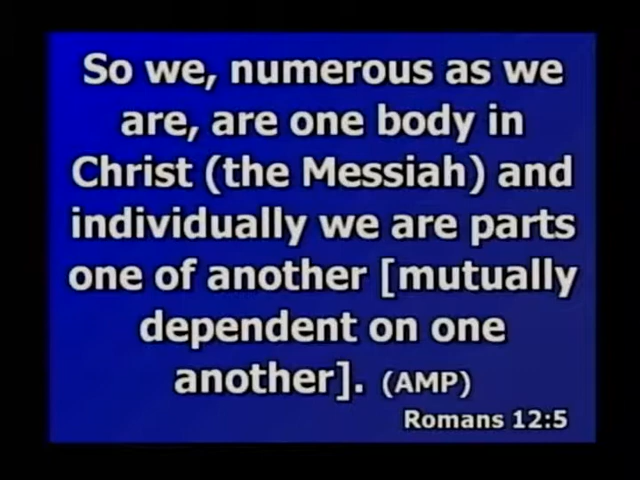 So we, numerous as we
are, are one body in
Christ (the Messiah) and
individually we are parts
one of another [mutually
dependent on one
another]. (AMP)
Romans 12:5